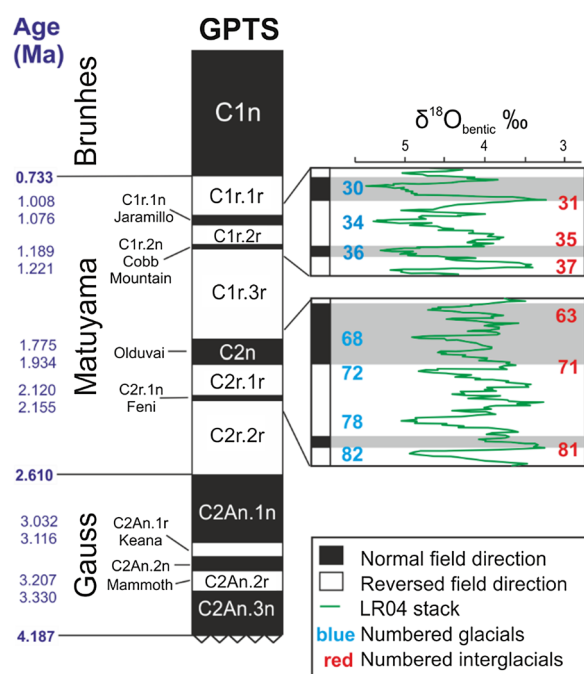 Age
(Ma)
GPTS
Brunhes
C1n
0.733
1.008
1.076
1.189
1.221
1.775
1.934
2.120
2.155
2.610
3.032
3.116
3.207
3.330
4.187
Matuyama
Gauss
C1r.1n
Jaramillo
C1r.2n
Cobb
Mountain
Olduvai
C2r.1n
Feni
C2An.1r
Keana
C2An.2n
Mammoth
C1r.1r
C1r.2r
C1r.3r
C2n
C2r.1r
C2r.2r
C2An.1n
C2An.2r
C2An.3n
δ18Obentic ‰
5 4 3
30
31
34
35
36
37
63
68
71
72
78
81
82
Normal field direction
Reversed field direction
LR04 stack
blue Numbered glacials
red Numbered interglacials